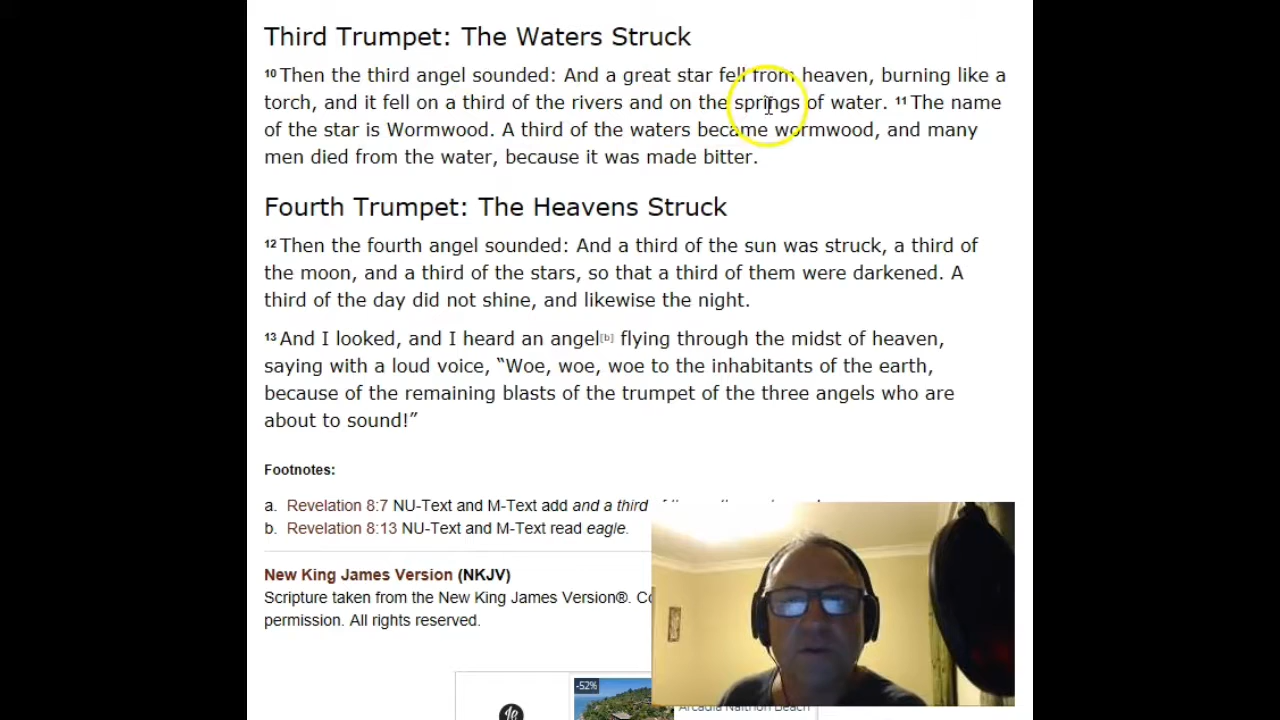 Third Trumpet: The Waters Struck
10 Then the third angel sounded: And a great star fell from heaven, burning like a
torch, and it fell on a third of the rivers and on the springs of water. 11 The name
of the star is Wormwood. A third of the waters became wormwood, and many
men died from the water, because it was made bitter.
Fourth Trumpet: The Heavens Struck
12 Then the fourth angel sounded: And a third of the sun was struck, a third of
the moon, and a third of the stars, so that a third of them were darkened. A
third of the day did not shine, and likewise the night.
13 And I looked, and I heard an angel[b] flying through the midst of heaven,
saying with a loud voice, “Woe, woe, woe to the inhabitants of the earth,
because of the remaining blasts of the trumpet of the three angels who are
about to sound!”
Footnotes:
a. Revelation 8:7 NU-Text and M-Text add and a third
b. Revelation 8:13 NU-Text and M-Text read eagle.
New King James Version (NKJV)
Scripture taken from the New King James Version®.
permission. All rights reserved.
-52%
Arcadia Naithon Beach